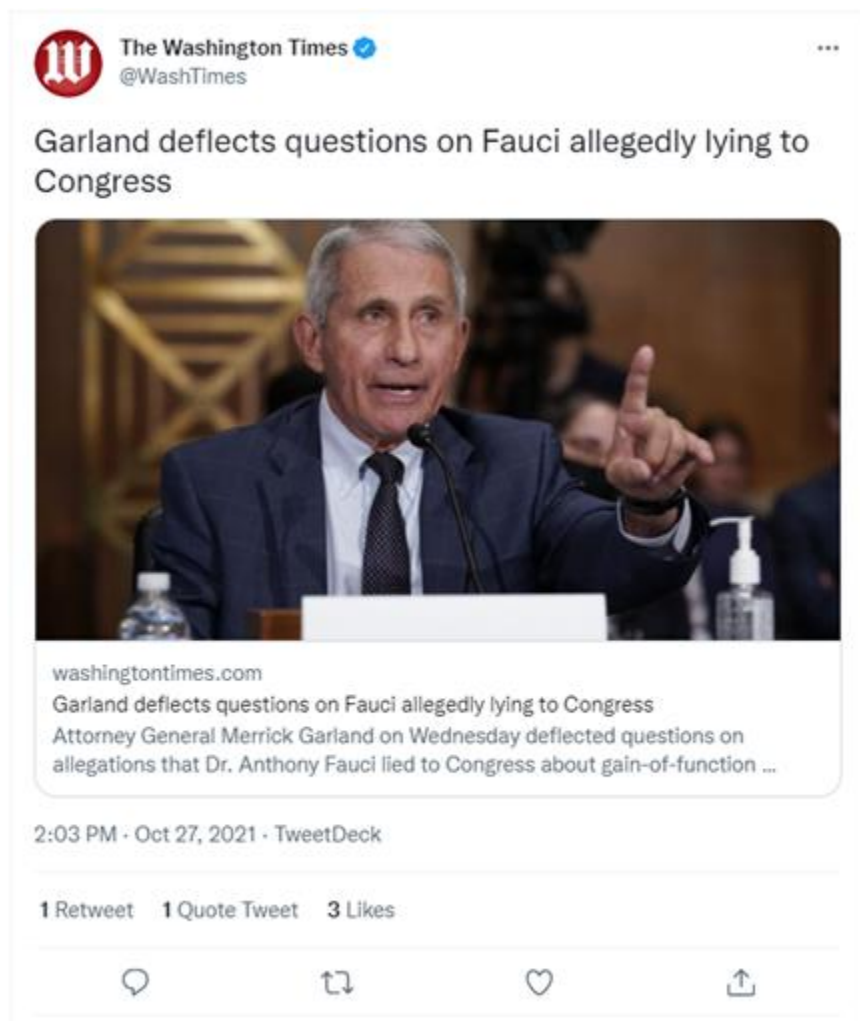 The Washington Times
@WashTimes
Garland deflects questions on Fauci allegedly lying to
Congress
washingtontimes.com
Garland deflects questions on Fauci allegedly lying to Congress
Attorney General Merrick Garland on Wednesday deflected questions on
allegations that Dr. Anthony Fauci lied to Congress about gain-of-function ...
2:03 PM · Oct 27, 2021 · TweetDeck
1 Retweet 1 Quote Tweet 3 Likes